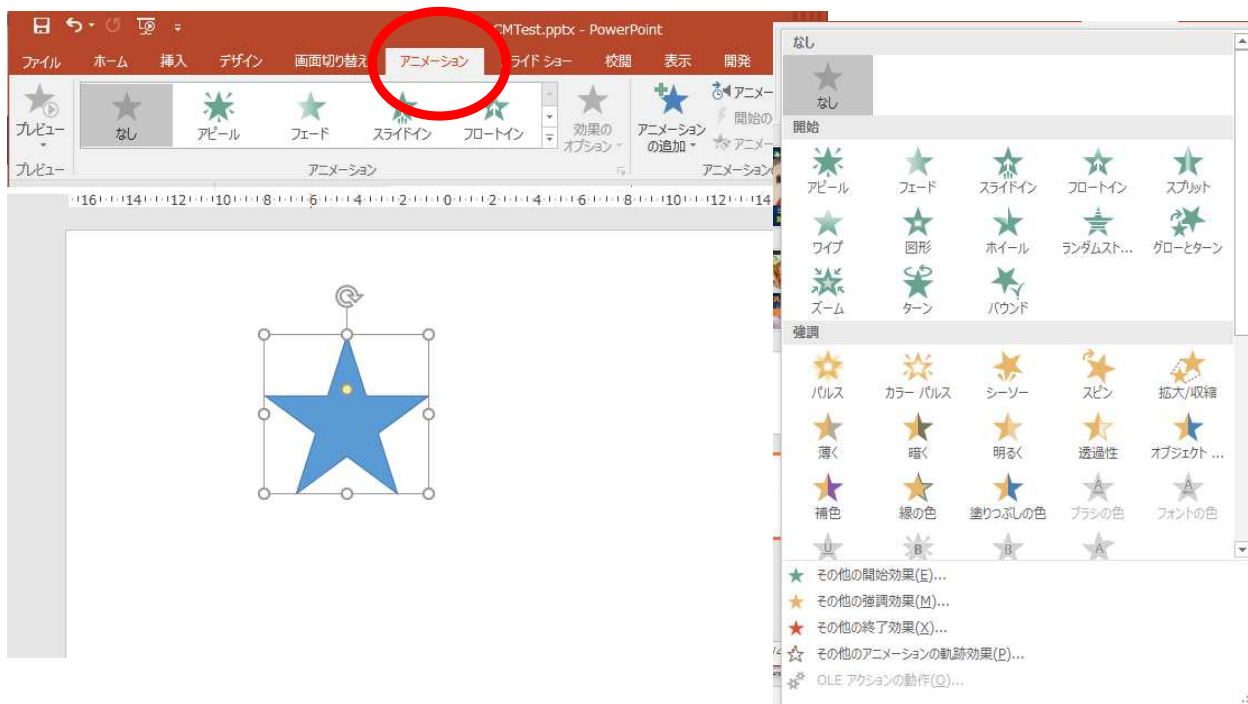 CMTest.pptx - PowerPoint
ファイル ホーム 挿入 デザイン 画面切り替え アニメーション ライド ショー 校閲 表示 開発
プレビュー なし アピール フェード スライドイン フロートイン 効果の オプション アニメーション の追加 アニメー 開始の アニメー
プレビュー アニメーション アニメーション
16 14 12 10 8 6 4 2 0 2 4 6 8 10 12 14
なし
なし
開始
アピール フェード スライドイン フロートイン スプリット
ワイプ 図形 ホイール ランダムスト... グローとターン
ズーム ターン バウンド
強調
パルス カラー パルス シーソー スピン 拡大/収縮
薄く 暗く 明るく 透過性 オブジェクト ...
補色 線の色 塗りつぶしの色 ブラシの色 フォントの色
U B B A
その他の開始効果(E)...
その他の強調効果(M)...
その他の終了効果(X)...
その他のアニメーションの軌跡効果(P)...
OLE アクションの動作(O)...